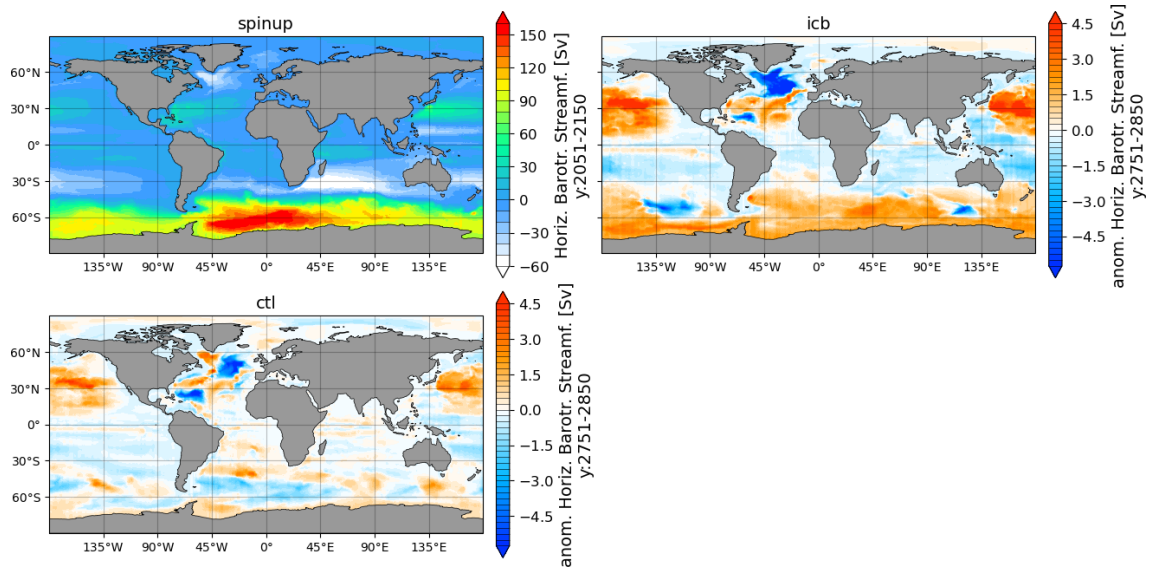 spinup
60°N
30°N
0°
30°S
60°S
135°W 90°W 45°W 0° 45°E 90°E 135°E
150
120
90
60
30
0
−30
−60
Horiz. Barotr. Streamf. [Sv]
y:2051-2150
icb
135°W 90°W 45°W 0° 45°E 90°E 135°E
4.5
3.0
1.5
0.0
−1.5
−3.0
−4.5
anom. Horiz. Barotr. Streamf. [Sv]
y:2751-2850
ctl
60°N
30°N
0°
30°S
60°S
135°W 90°W 45°W 0° 45°E 90°E 135°E
4.5
3.0
1.5
0.0
−1.5
−3.0
−4.5
anom. Horiz. Barotr. Streamf. [Sv]
y:2751-2850